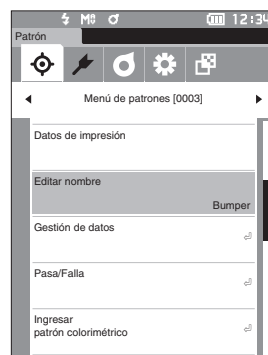 M 12:34
Patrón
Menú de patrones [0003]
Datos de impresión
Editar nombre
Bumper
Gestión de datos
Pasa/Falla
Ingresar
patrón colorimétrico